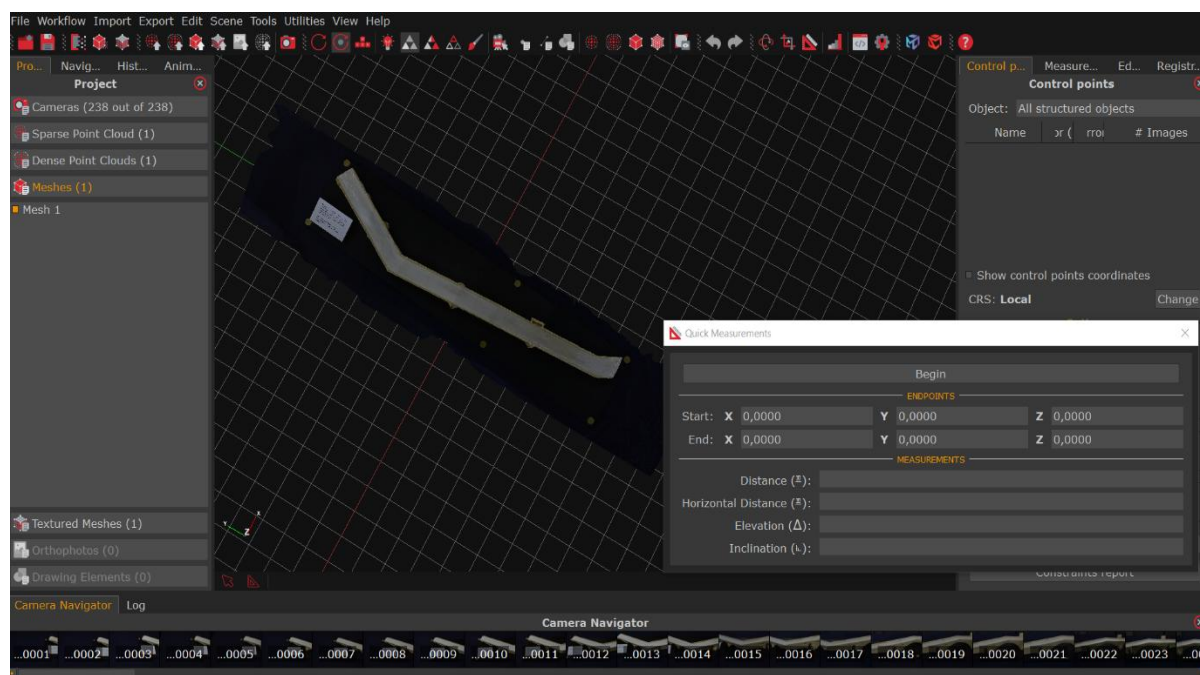 File Workflow Import Export Edit Scene Tools Utilities View Help
Pro... Navig... Hist... Anim...
Project
Cameras (238 out of 238)
Sparse Point Cloud (1)
Dense Point Clouds (1)
Meshes (1)
Mesh 1
Textured Meshes (1)
Orthophotos (0)
Drawing Elements (0)
Control p... Measure... Ed... Registr...
Control points
Object: All structured objects
Name or ( rroı # Images
Show control points coordinates
CRS: Local Change
Quick Measurements
Begin
ENDPOINTS
Start: X 0,0000 Y 0,0000 Z 0,0000
End: X 0,0000 Y 0,0000 Z 0,0000
MEASUREMENTS
Distance
Horizontal Distance
Elevation (Δ):
Inclination
Constraints report
Y X Z
Camera Navigator Log
Camera Navigator
...0001 ...0002 ...0003 ...0004 ...0005 ...0006 ...0007 ...0008 ...0009 ...0010 ...0011 ...0012 ...0013 ...0014 ...0015 ...0016 ...0017 ...0018 ...0019 ...0020 ...0021 ...0022 ...0023